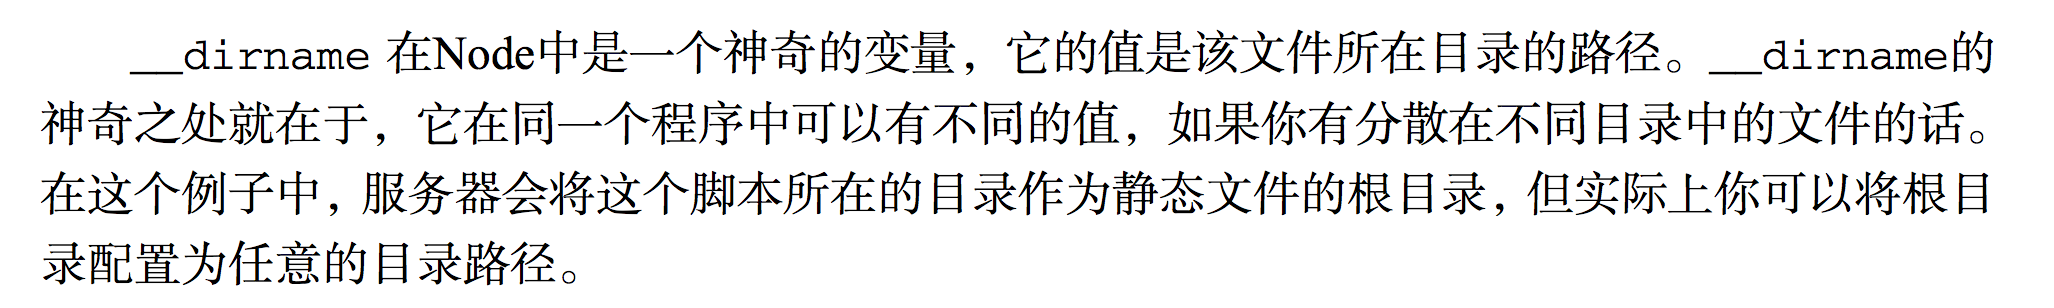 __dirname 在Node中是一个神奇的变量，它的值是该文件所在目录的路径。__dirname的
神奇之处就在于，它在同一个程序中可以有不同的值，如果你有分散在不同目录中的文件的话。
在这个例子中，服务器会将这个脚本所在的目录作为静态文件的根目录，但实际上你可以将根目
录配置为任意的目录路径。